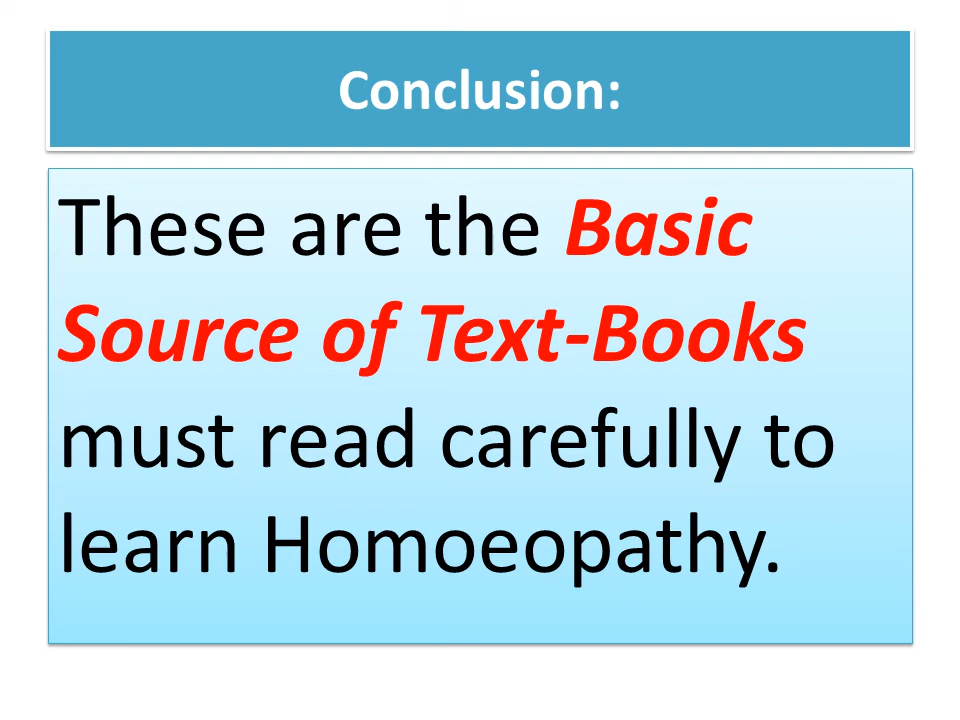 Conclusion:
These are the Basic
Source of Text-Books
must read carefully to
learn Homoeopathy.